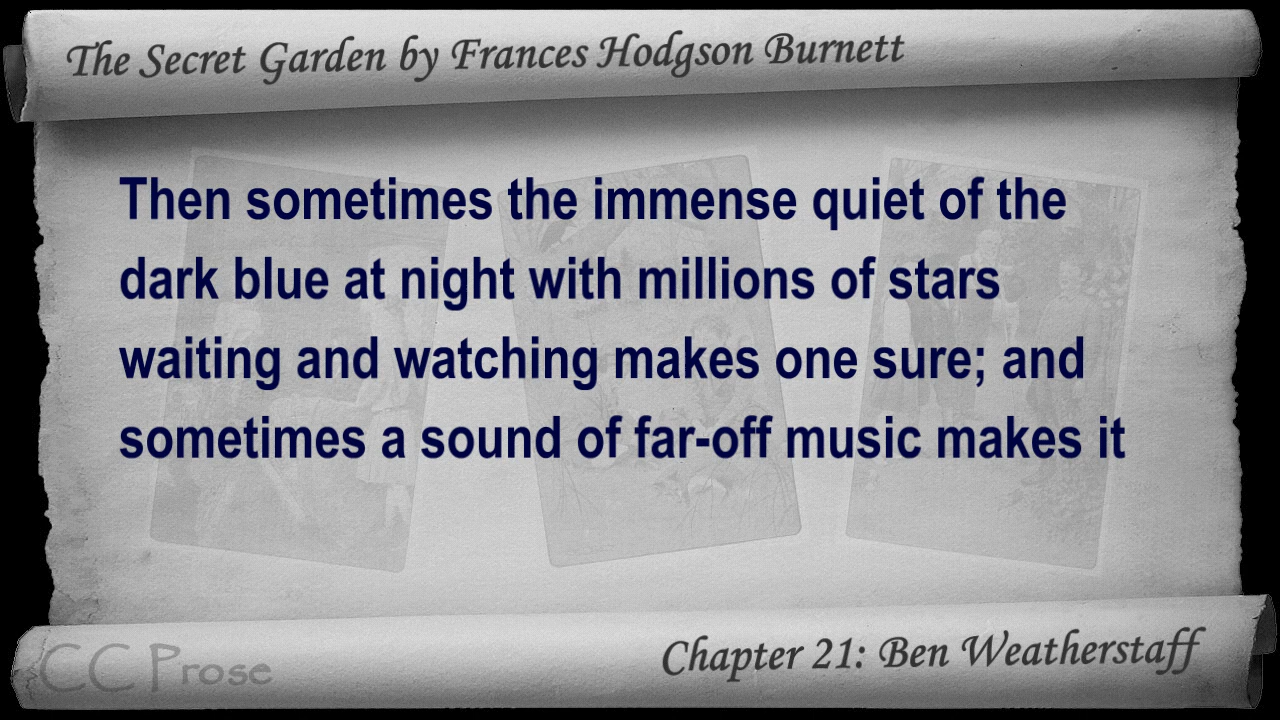 The Secret Garden by Frances Hodgson Burnett
Then sometimes the immense quiet of the
dark blue at night with millions of stars
waiting and watching makes one sure; and
sometimes a sound of far-off music makes it
CC Prose
Chapter 21: Ben Weatherstaff